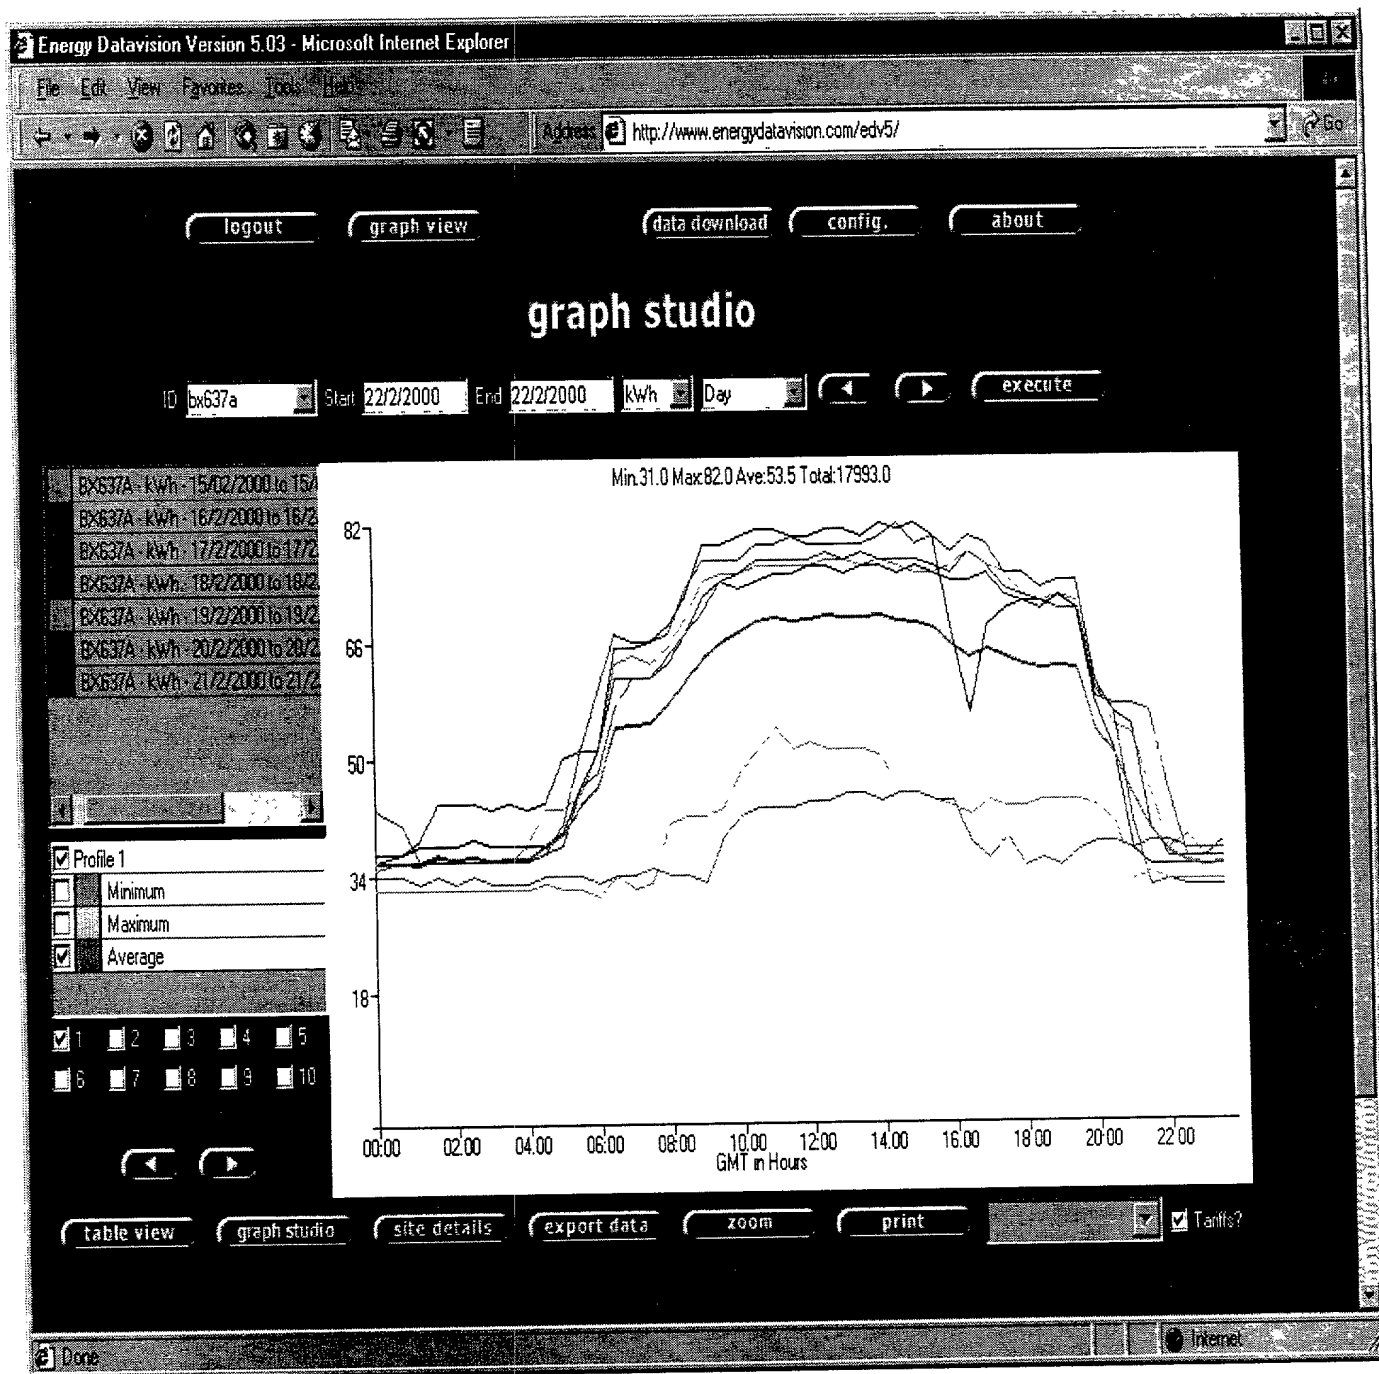 Energy Datavision Version 5.03 - Microsoft Internet Explorer
File Edit View Favorites Tools Help
Address http://www.energydatavision.com/edv5/ Go
logout graph view data download config. about
graph studio
ID bx637a Start 22/2/2000 End 22/2/2000 kWh Day execute
BX637A - kWh - 15/02/2000 to 15/
BX637A - kWh - 16/2/2000 to 16/2
BX637A - kWh - 17/2/2000 to 17/2
BX637A - kWh - 18/2/2000 to 18/2
BX637A - kWh - 19/2/2000 to 19/2
BX637A - kWh - 20/2/2000 to 20/2
BX637A - kWh - 21/2/2000 to 21/2
Profile 1
Minimum
Maximum
Average
1 2 3 4 5
6 7 8 9 10
Min:31.0 Max:82.0 Ave:53.5 Total:17993.0
82
66
50
34
18
00:00 02:00 04:00 06:00 08:00 10:00 12:00 14:00 16:00 18:00 20:00 22:00
GMT in Hours
table view graph studio site details export data zoom print Tariffs?
Done Internet